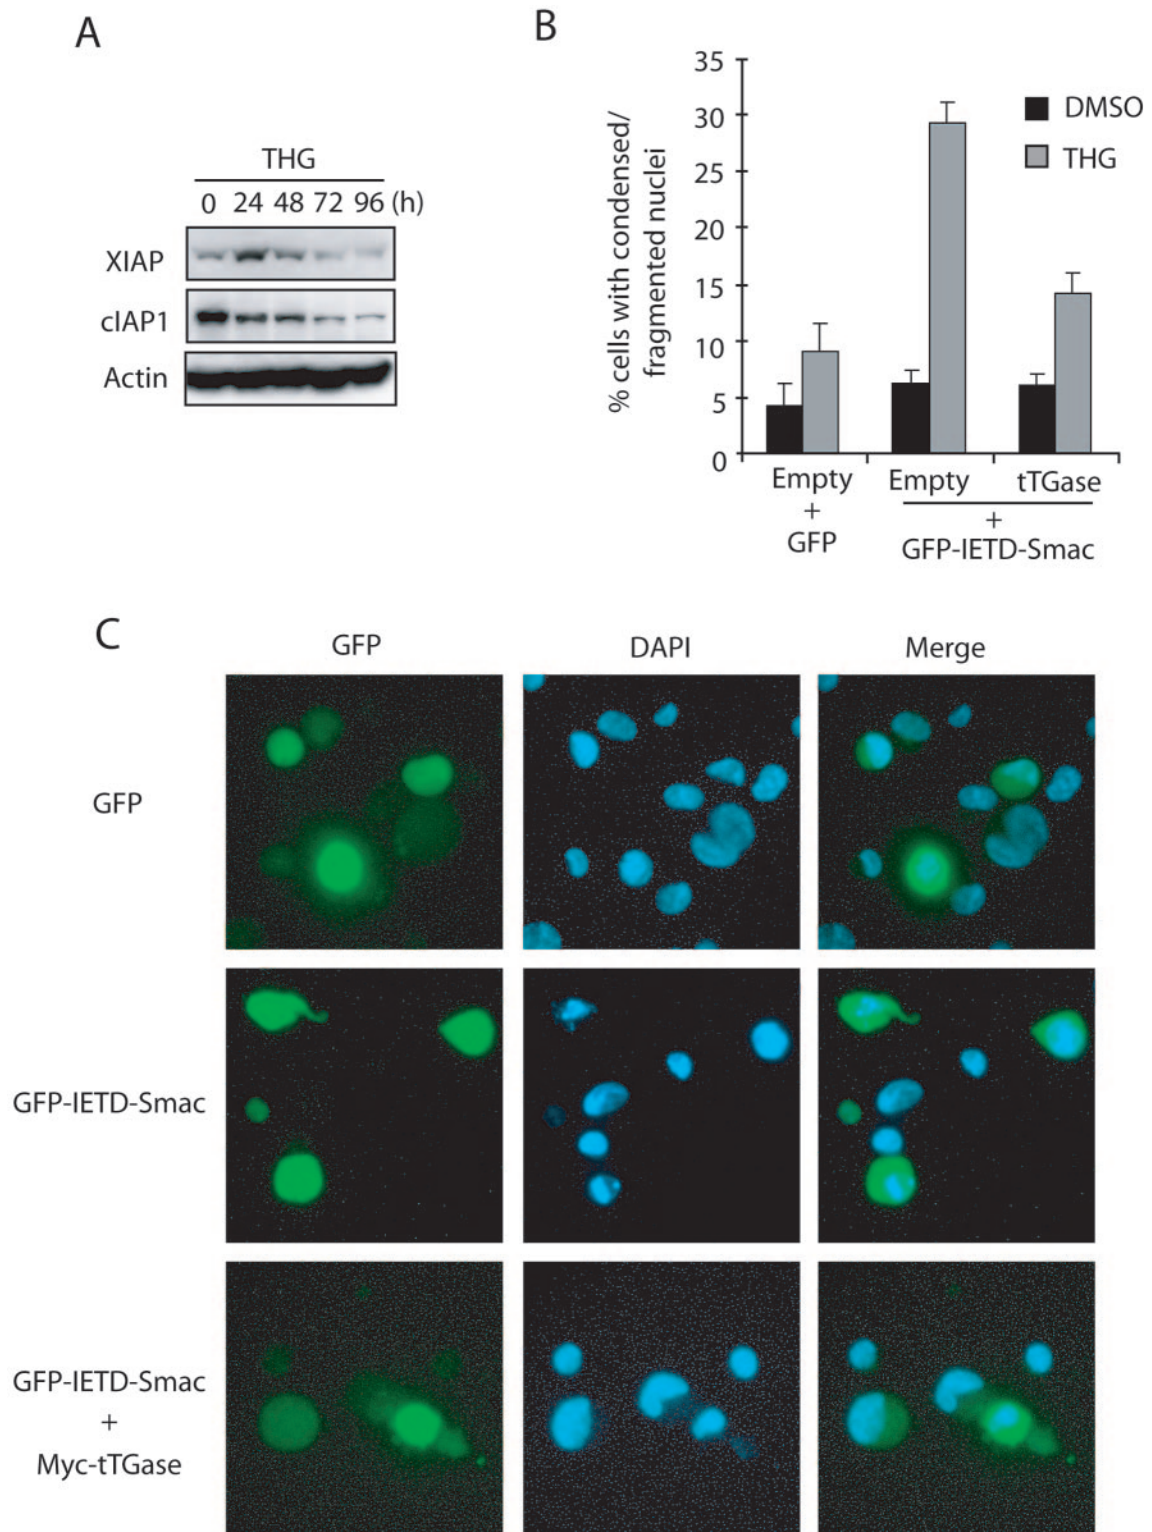 A
THG
0 24 48 72 96 (h)
XIAP
cIAP1
Actin
B
% cells with condensed/
fragmented nuclei
35
30
25
20
15
10
5
0
DMSO
THG
Empty
+
GFP
Empty
tTGase
+
GFP-IETD-Smac
C
GFP
DAPI
Merge
GFP
GFP-IETD-Smac
GFP-IETD-Smac
+
Myc-tTGase